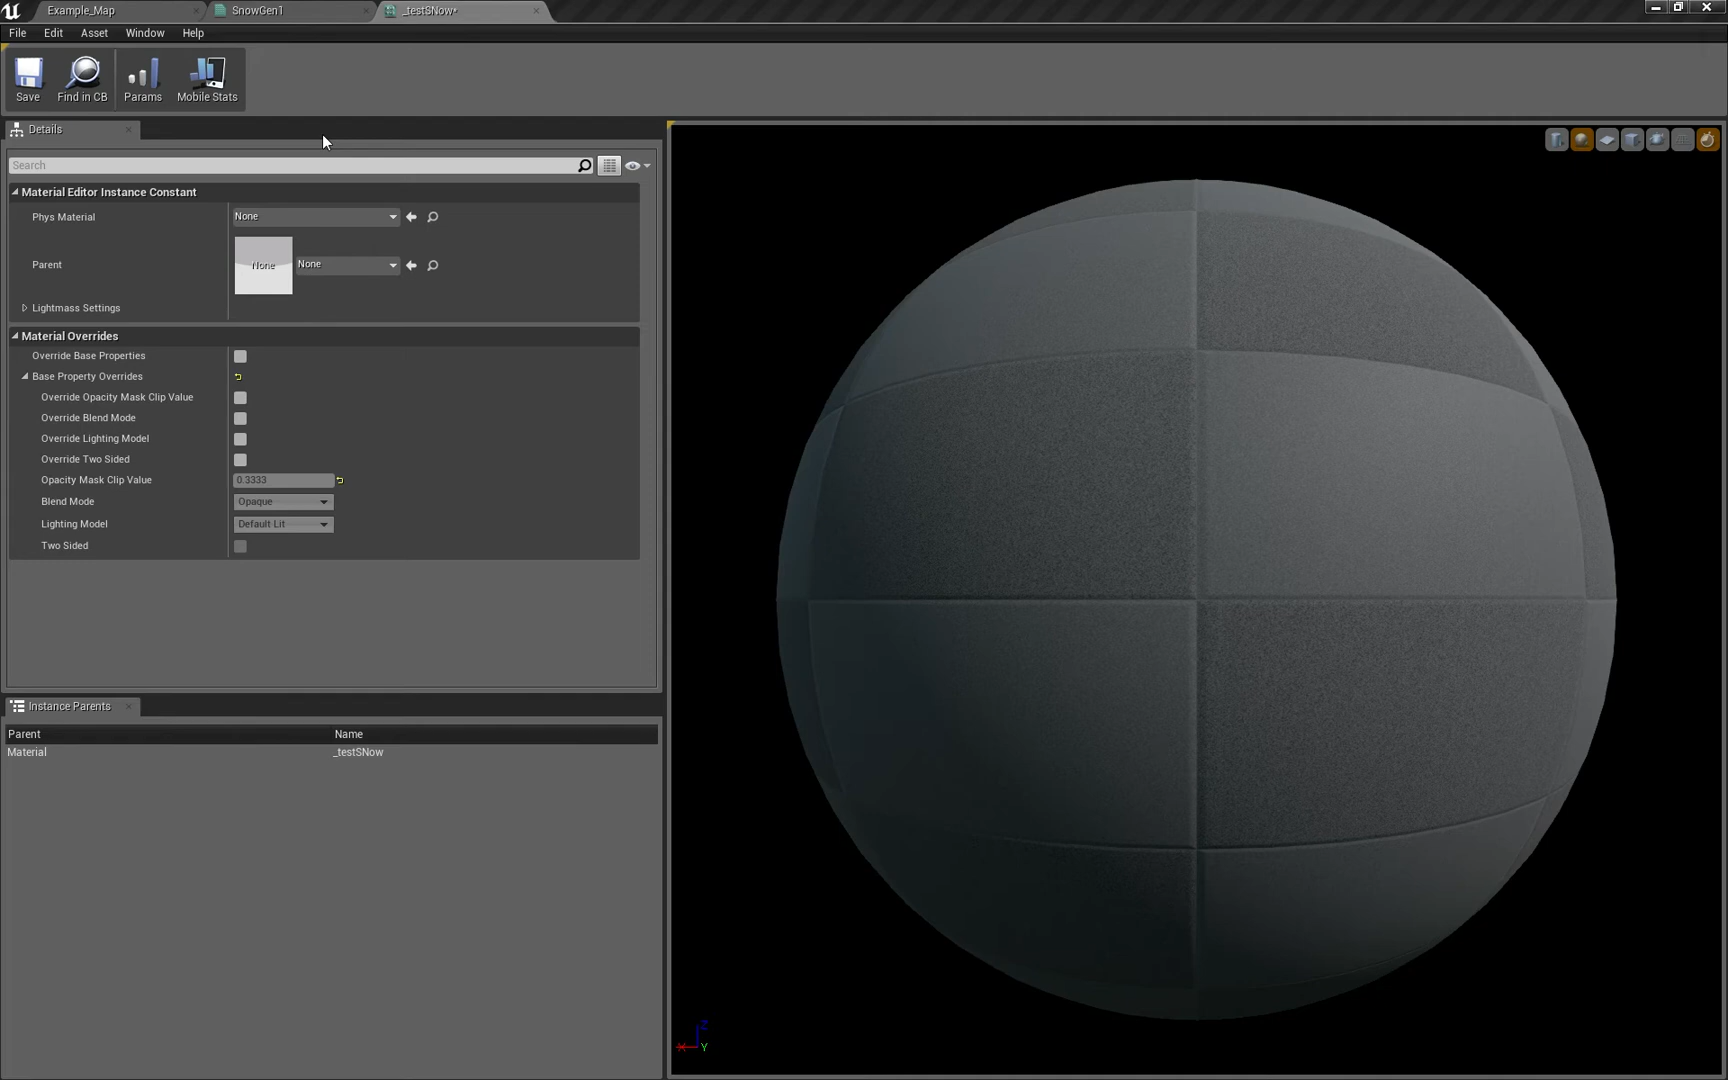 Example_Map
SnowGen1
_testSNow*
File Edit Asset Window Help
Save
Find in CB
Params
Mobile Stats
Details
Search
Material Editor Instance Constant
Phys Material
None
Parent
None
None
Lightmass Settings
Material Overrides
Override Base Properties
Base Property Overrides
Override Opacity Mask Clip Value
Override Blend Mode
Override Lighting Model
Override Two Sided
Opacity Mask Clip Value
0.3333
Blend Mode
Opaque
Lighting Model
Default Lit
Two Sided
Instance Parents
Parent Name
Material _testSNow
Z
X
Y